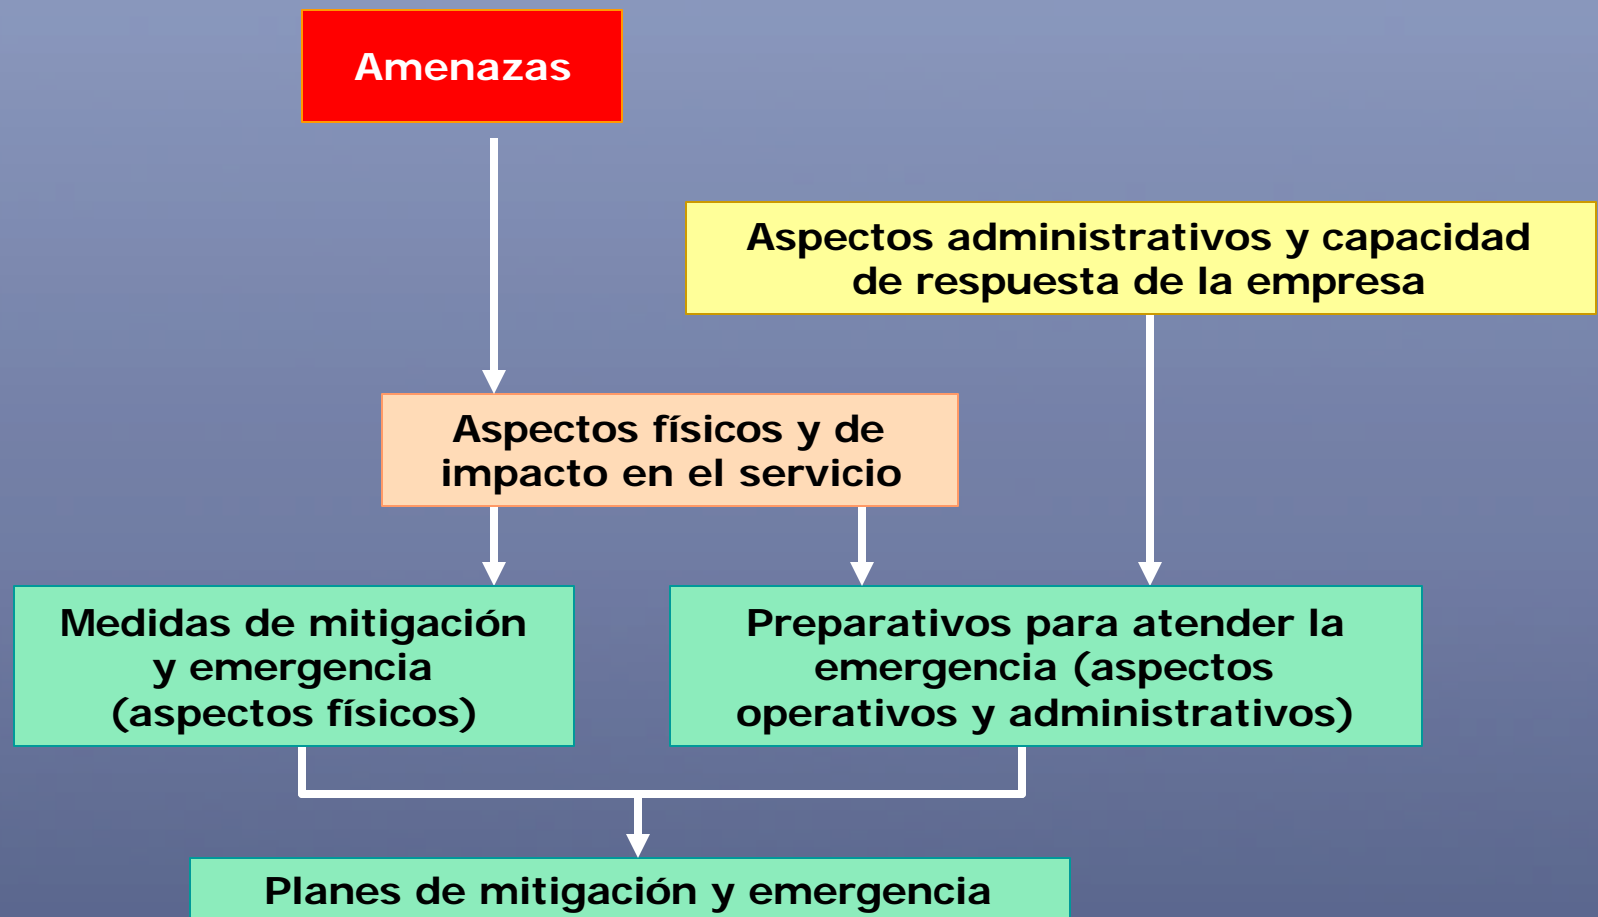 Amenazas
Aspectos administrativos y capacidad
de respuesta de la empresa
Aspectos físicos y de
impacto en el servicio
Medidas de mitigación
y emergencia
(aspectos físicos)
Preparativos para atender la
emergencia (aspectos
operativos y administrativos)
Planes de mitigación y emergencia